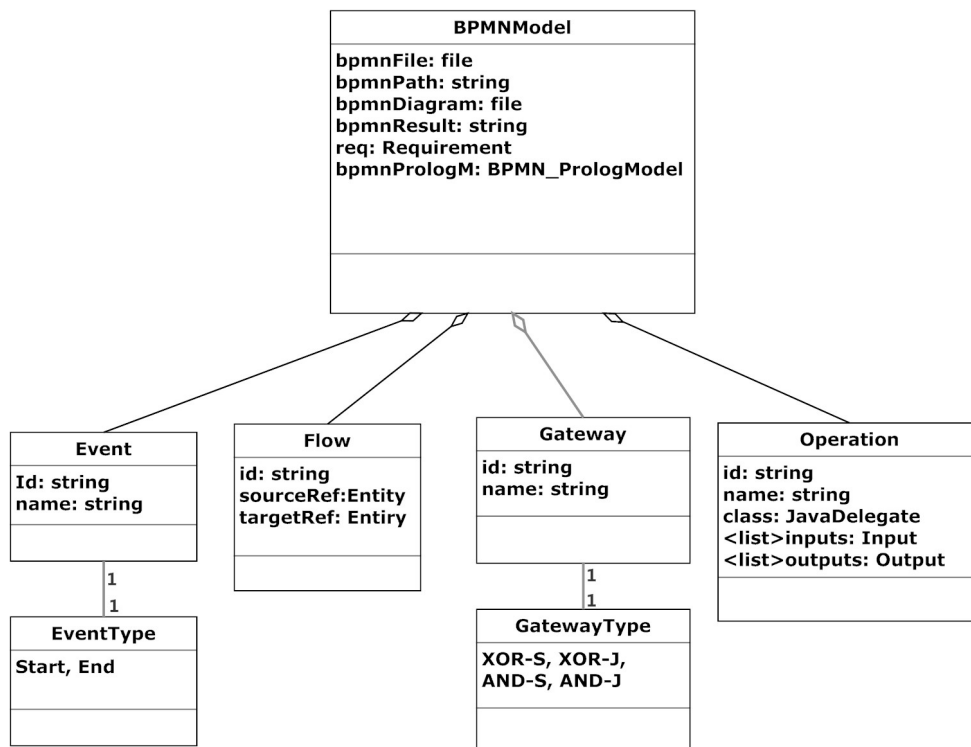 BPMNModel
bpmnFile: file
bpmnPath: string
bpmnDiagram: file
bpmnResult: string
req: Requirement
bpmnPrologM: BPMN_PrologModel
Event
Id: string
name: string
Flow
id: string
sourceRef:Entity
targetRef: Entiry
Gateway
id: string
name: string
Operation
id: string
name: string
class: JavaDelegate
<list>inputs: Input
<list>outputs: Output
1
1
EventType
Start, End
1
1
GatewayType
XOR-S, XOR-J,
AND-S, AND-J